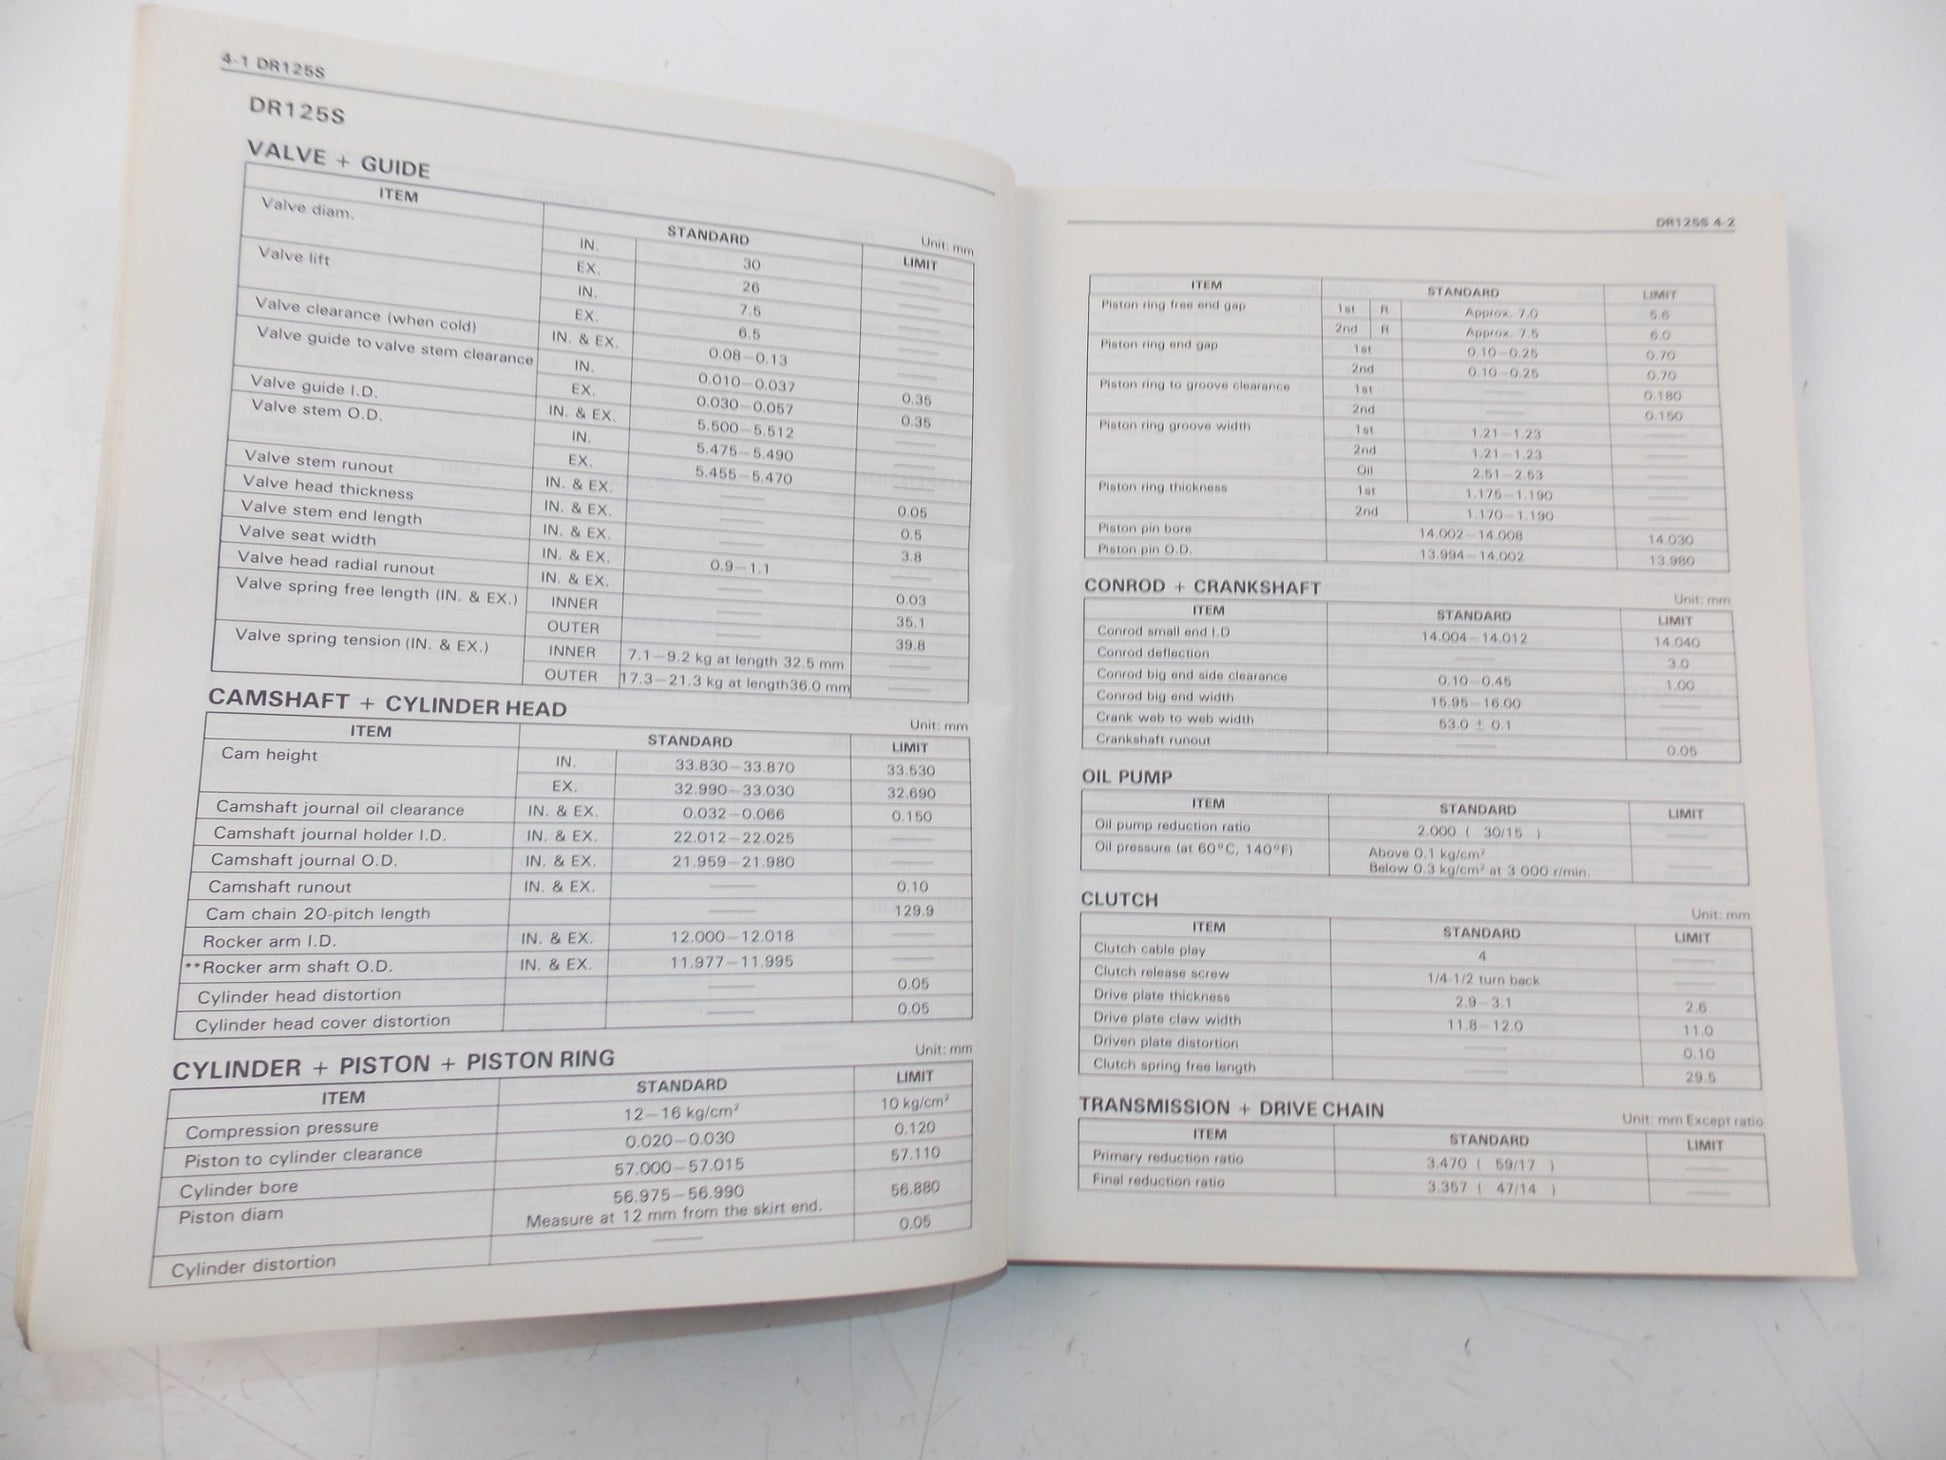 4-1 DR125S
DR125S
VALVE + GUIDE
Unit: mm
ITEM STANDARD LIMIT
Valve diam. IN. 30 ——
EX. 26 ——
Valve lift IN. 7.5 ——
EX. 6.5 ——
Valve clearance (when cold) IN. & EX. 0.08—0.13 ——
Valve guide to valve stem clearance IN. 0.010—0.037 0.35
EX. 0.030—0.057 0.35
Valve guide I.D. IN. & EX. 5.500—5.512 ——
Valve stem O.D. IN. 5.475—5.490 ——
EX. 5.455—5.470 ——
Valve stem runout IN. & EX. —— 0.05
Valve head thickness IN. & EX. —— 0.5
Valve stem end length IN. & EX. —— 3.8
Valve seat width IN. & EX. 0.9—1.1 ——
Valve head radial runout IN. & EX. —— 0.03
Valve spring free length (IN. & EX.) INNER —— 35.1
OUTER —— 39.8
Valve spring tension (IN. & EX.) INNER 7.1—9.2 kg at length 32.5 mm ——
OUTER 17.3—21.3 kg at length36.0 mm ——
CAMSHAFT + CYLINDER HEAD
Unit: mm
ITEM STANDARD LIMIT
Cam height IN. 33.830—33.870 33.530
EX. 32.990—33.030 32.690
Camshaft journal oil clearance IN. & EX. 0.032—0.066 0.150
Camshaft journal holder I.D. IN. & EX. 22.012—22.025 ——
Camshaft journal O.D. IN. & EX. 21.959—21.980 ——
Camshaft runout IN. & EX. —— 0.10
Cam chain 20-pitch length —— 129.9
Rocker arm I.D. IN. & EX. 12.000—12.018 ——
**Rocker arm shaft O.D. IN. & EX. 11.977—11.995 ——
Cylinder head distortion —— 0.05
Cylinder head cover distortion —— 0.05
CYLINDER + PISTON + PISTON RING
Unit: mm
ITEM STANDARD LIMIT
Compression pressure 12—16 kg/cm² 10 kg/cm²
Piston to cylinder clearance 0.020—0.030 0.120
Cylinder bore 57.000—57.015 57.110
Piston diam 56.975—56.990 56.880
Measure at 12 mm from the skirt end.
Cylinder distortion —— 0.05
DR125S 4-2
ITEM STANDARD LIMIT
Piston ring free end gap 1st R Approx. 7.0 5.6
2nd R Approx. 7.5 6.0
Piston ring end gap 1st 0.10—0.25 0.70
2nd 0.10—0.25 0.70
Piston ring to groove clearance 1st —— 0.180
2nd —— 0.150
Piston ring groove width 1st 1.21—1.23 ——
2nd 1.21—1.23 ——
Oil 2.51—2.53 ——
Piston ring thickness 1st 1.175—1.190 ——
2nd 1.170—1.190 ——
Piston pin bore 14.002—14.008 14.030
Piston pin O.D. 13.994—14.002 13.980
CONROD + CRANKSHAFT
Unit: mm
ITEM STANDARD LIMIT
Conrod small end I.D 14.004—14.012 14.040
Conrod deflection —— 3.0
Conrod big end side clearance 0.10—0.45 1.00
Conrod big end width 15.95—16.00 ——
Crank web to web width 53.0 ± 0.1 ——
Crankshaft runout —— 0.05
OIL PUMP
ITEM STANDARD LIMIT
Oil pump reduction ratio 2.000 ( 30/15 ) ——
Oil pressure (at 60°C, 140°F) Above 0.1 kg/cm² ——
Below 0.3 kg/cm² at 3 000 r/min.
CLUTCH
Unit: mm
ITEM STANDARD LIMIT
Clutch cable play 4 ——
Clutch release screw 1/4-1/2 turn back ——
Drive plate thickness 2.9—3.1 2.6
Drive plate claw width 11.8—12.0 11.0
Driven plate distortion —— 0.10
Clutch spring free length —— 29.5
TRANSMISSION + DRIVE CHAIN
Unit: mm Except ratio
ITEM STANDARD LIMIT
Primary reduction ratio 3.470 ( 59/17 ) ——
Final reduction ratio 3.357 ( 47/14 ) ——